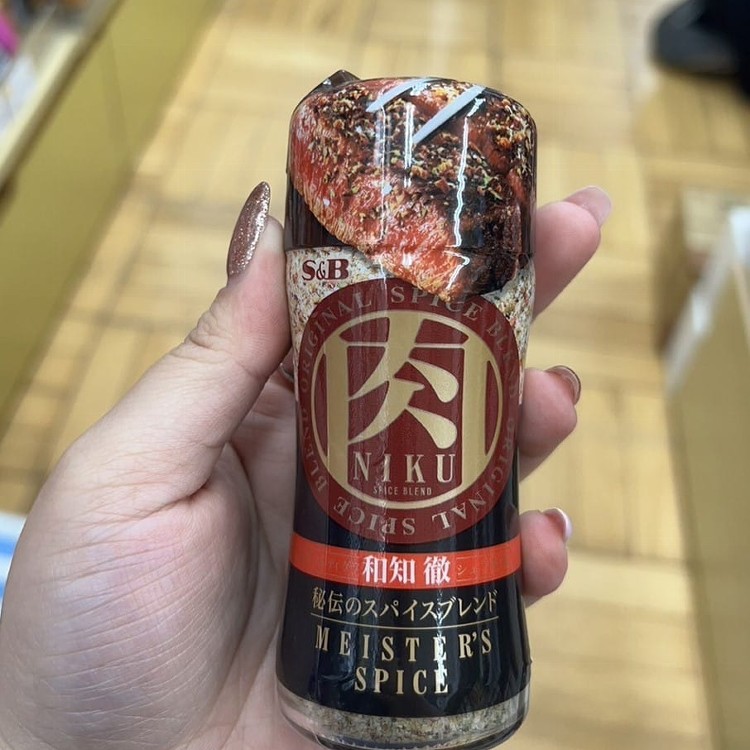 S&B
ORIGINAL SPICE BLEND ORIGINAL SPICE BLEND
肉
NIKU
SPICE BLEND
和知 徹
秘伝のスパイスブレンド
MEISTER'S
SPICE